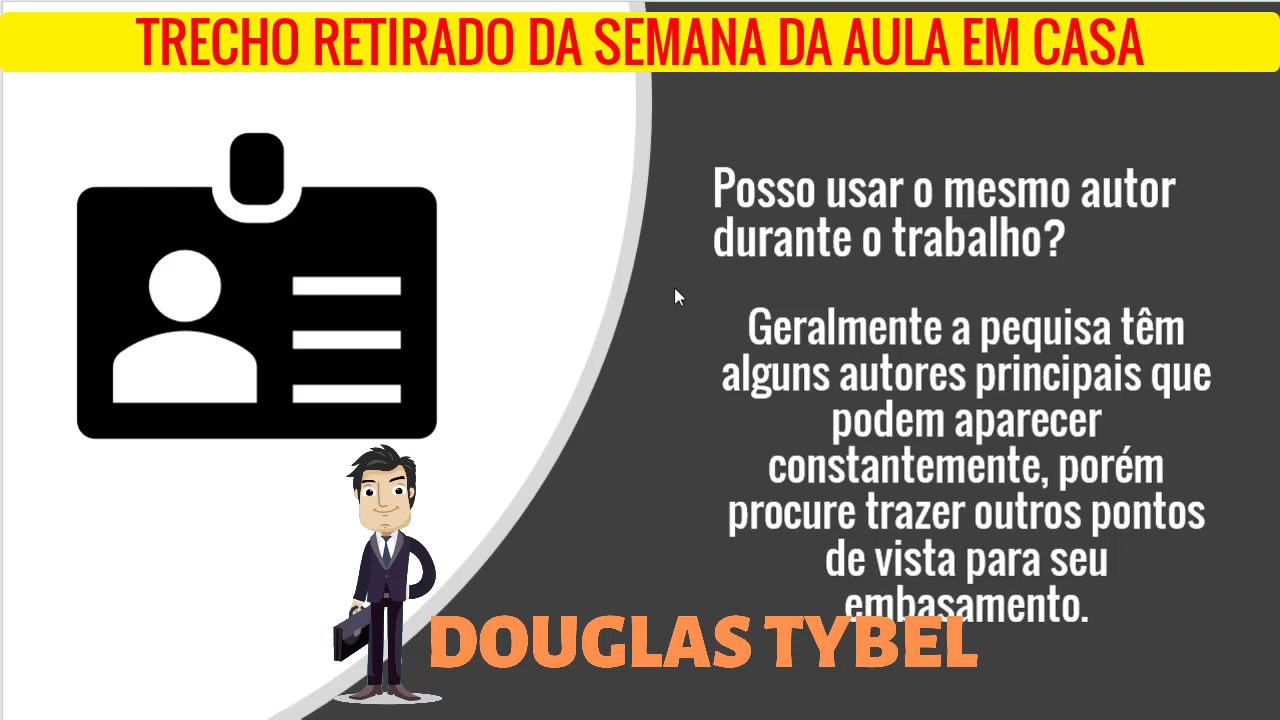 TRECHO RETIRADO DA SEMANA DA AULA EM CASA
Posso usar o mesmo autor
durante o trabalho?
Geralmente a pequisa têm
alguns autores principais que
podem aparecer
constantemente, porém
procure trazer outros pontos
de vista para seu
embasamento.
DOUGLAS TYBEL